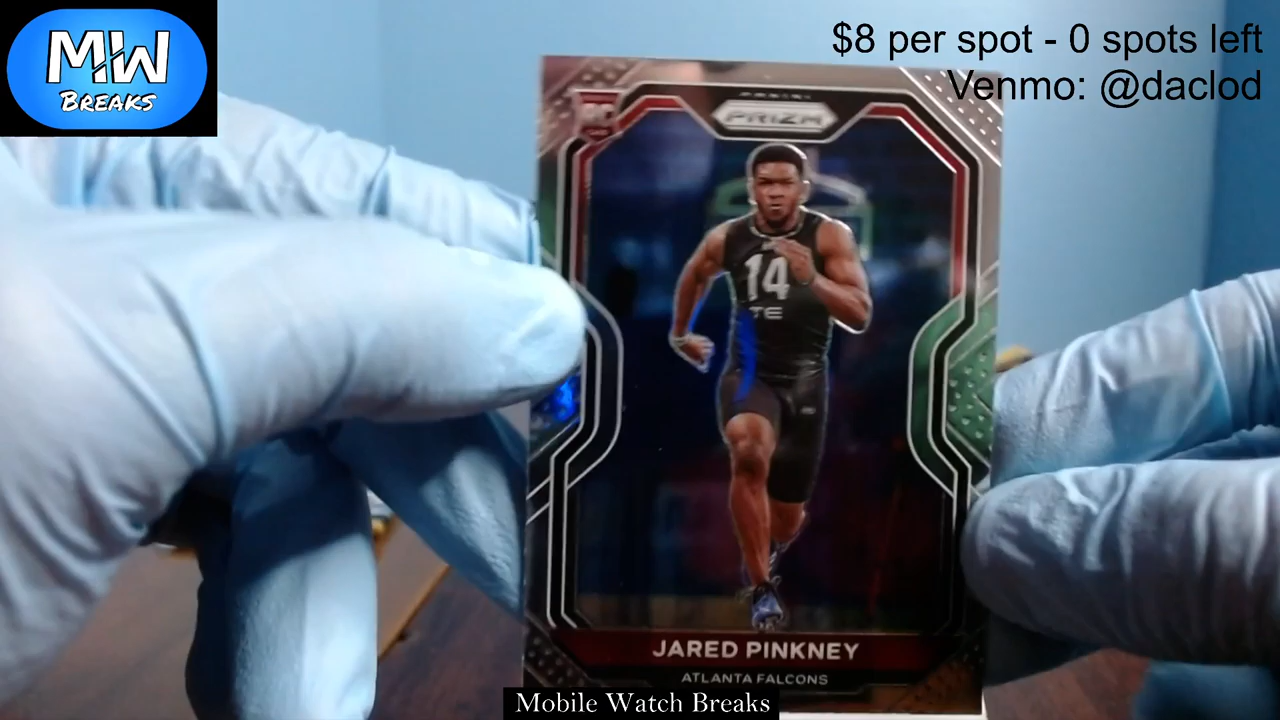 MW
BREAKS
$8 per spot - 0 spots left
Venmo: @daclod
PANINI
PRIZM
RC
14
TE
JARED PINKNEY
ATLANTA FALCONS
Mobile Watch Breaks